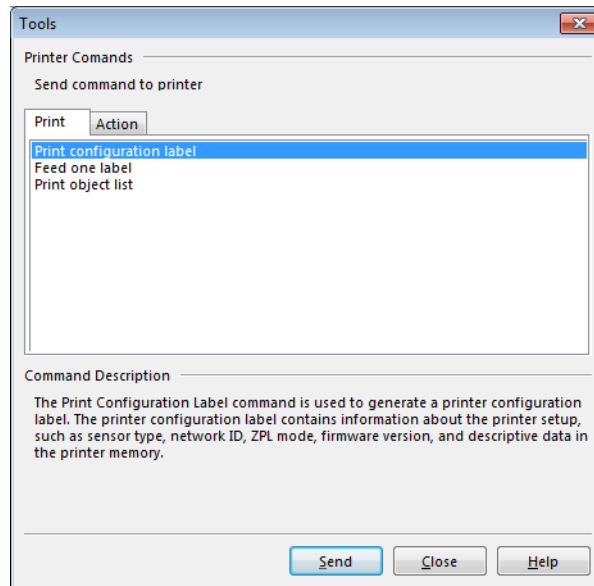 Tools
Printer Comands
Send command to printer
Print Action
Print configuration label
Feed one label
Print object list
Command Description
The Print Configuration Label command is used to generate a printer configuration
label. The printer configuration label contains information about the printer setup,
such as sensor type, network ID, ZPL mode, firmware version, and descriptive data in
the printer memory.
Send Close Help